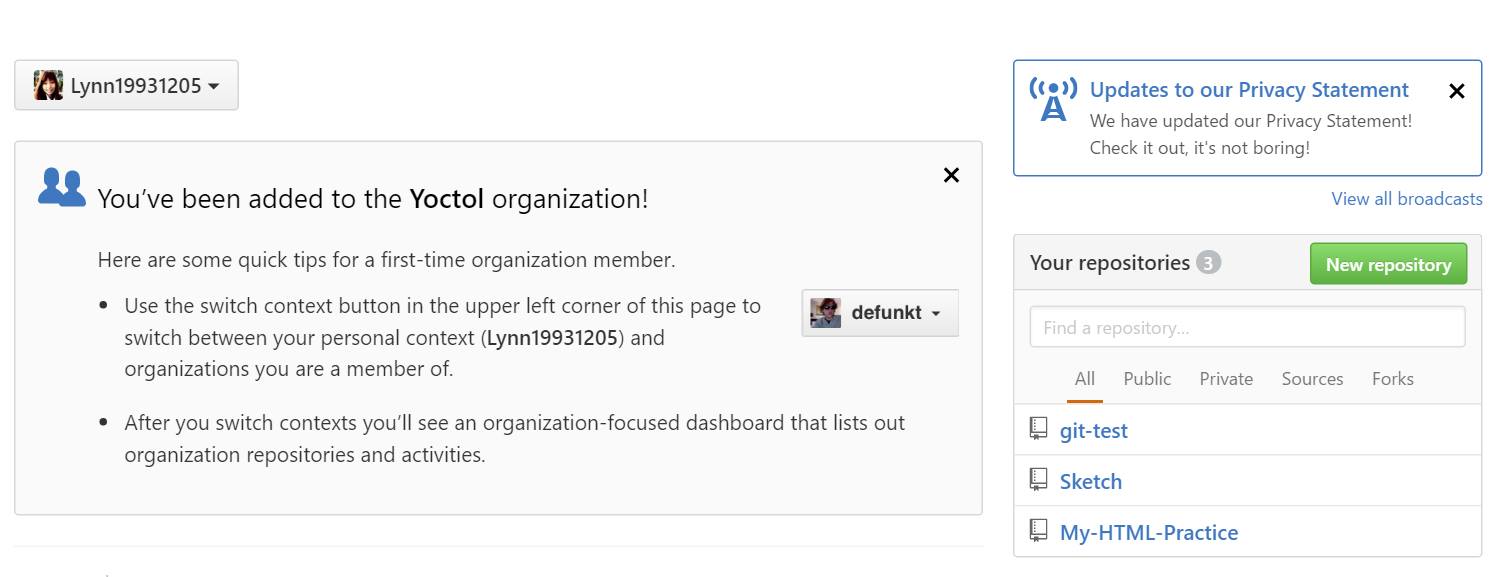 Lynn19931205
You've been added to the Yoctol organization!
Here are some quick tips for a first-time organization member.
Use the switch context button in the upper left corner of this page to
switch between your personal context (Lynn19931205) and
organizations you are a member of.
defunkt
After you switch contexts you'll see an organization-focused dashboard that lists out
organization repositories and activities.
Updates to our Privacy Statement
We have updated our Privacy Statement!
Check it out, it's not boring!
View all broadcasts
Your repositories 3
New repository
Find a repository...
All Public Private Sources Forks
git-test
Sketch
My-HTML-Practice